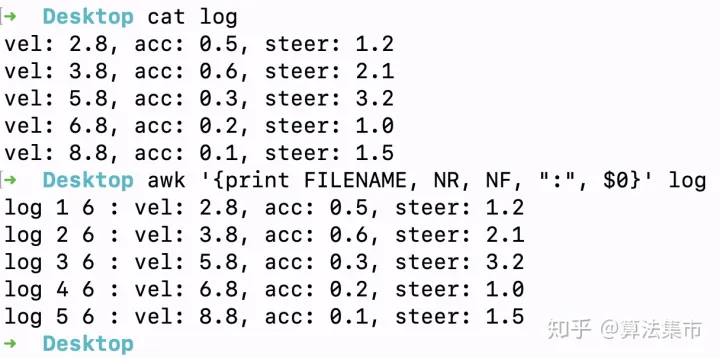 ➜ Desktop cat log
vel: 2.8, acc: 0.5, steer: 1.2
vel: 3.8, acc: 0.6, steer: 2.1
vel: 5.8, acc: 0.3, steer: 3.2
vel: 6.8, acc: 0.2, steer: 1.0
vel: 8.8, acc: 0.1, steer: 1.5
➜ Desktop awk '{print FILENAME, NR, NF, ":", $0}' log
log 1 6 : vel: 2.8, acc: 0.5, steer: 1.2
log 2 6 : vel: 3.8, acc: 0.6, steer: 2.1
log 3 6 : vel: 5.8, acc: 0.3, steer: 3.2
log 4 6 : vel: 6.8, acc: 0.2, steer: 1.0
log 5 6 : vel: 8.8, acc: 0.1, steer: 1.5
➜ Desktop
知乎 @算法集市